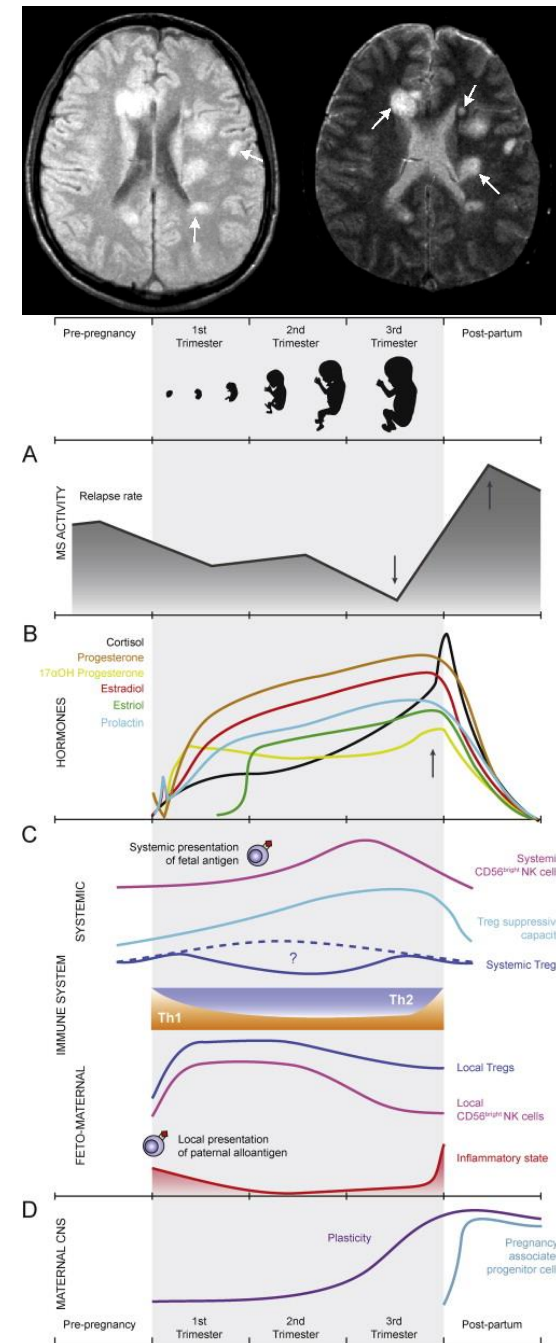 Pre-pregnancy
1st
Trimester
2nd
Trimester
3rd
Trimester
Post-partum
A
MS ACTIVITY
Relapse rate
B
HORMONES
Cortisol
Progesterone
17αOH Progesterone
Estradiol
Estriol
Prolactin
C
IMMUNE SYSTEM
SYSTEMIC
Systemic presentation
of fetal antigen
Systemi
CD56bright NK cell
Treg suppressiv
capacit
?
Systemic Treg
Th1
Th2
FETO-MATERNAL
Local Tregs
Local
CD56bright NK cells
Local presentation
of paternal alloantigen
Inflammatory state
D
MATERNAL CNS
Plasticity
Pregnancy
associate
progenitor cell
Pre-pregnancy
1st
Trimester
2nd
Trimester
3rd
Trimester
Post-partum